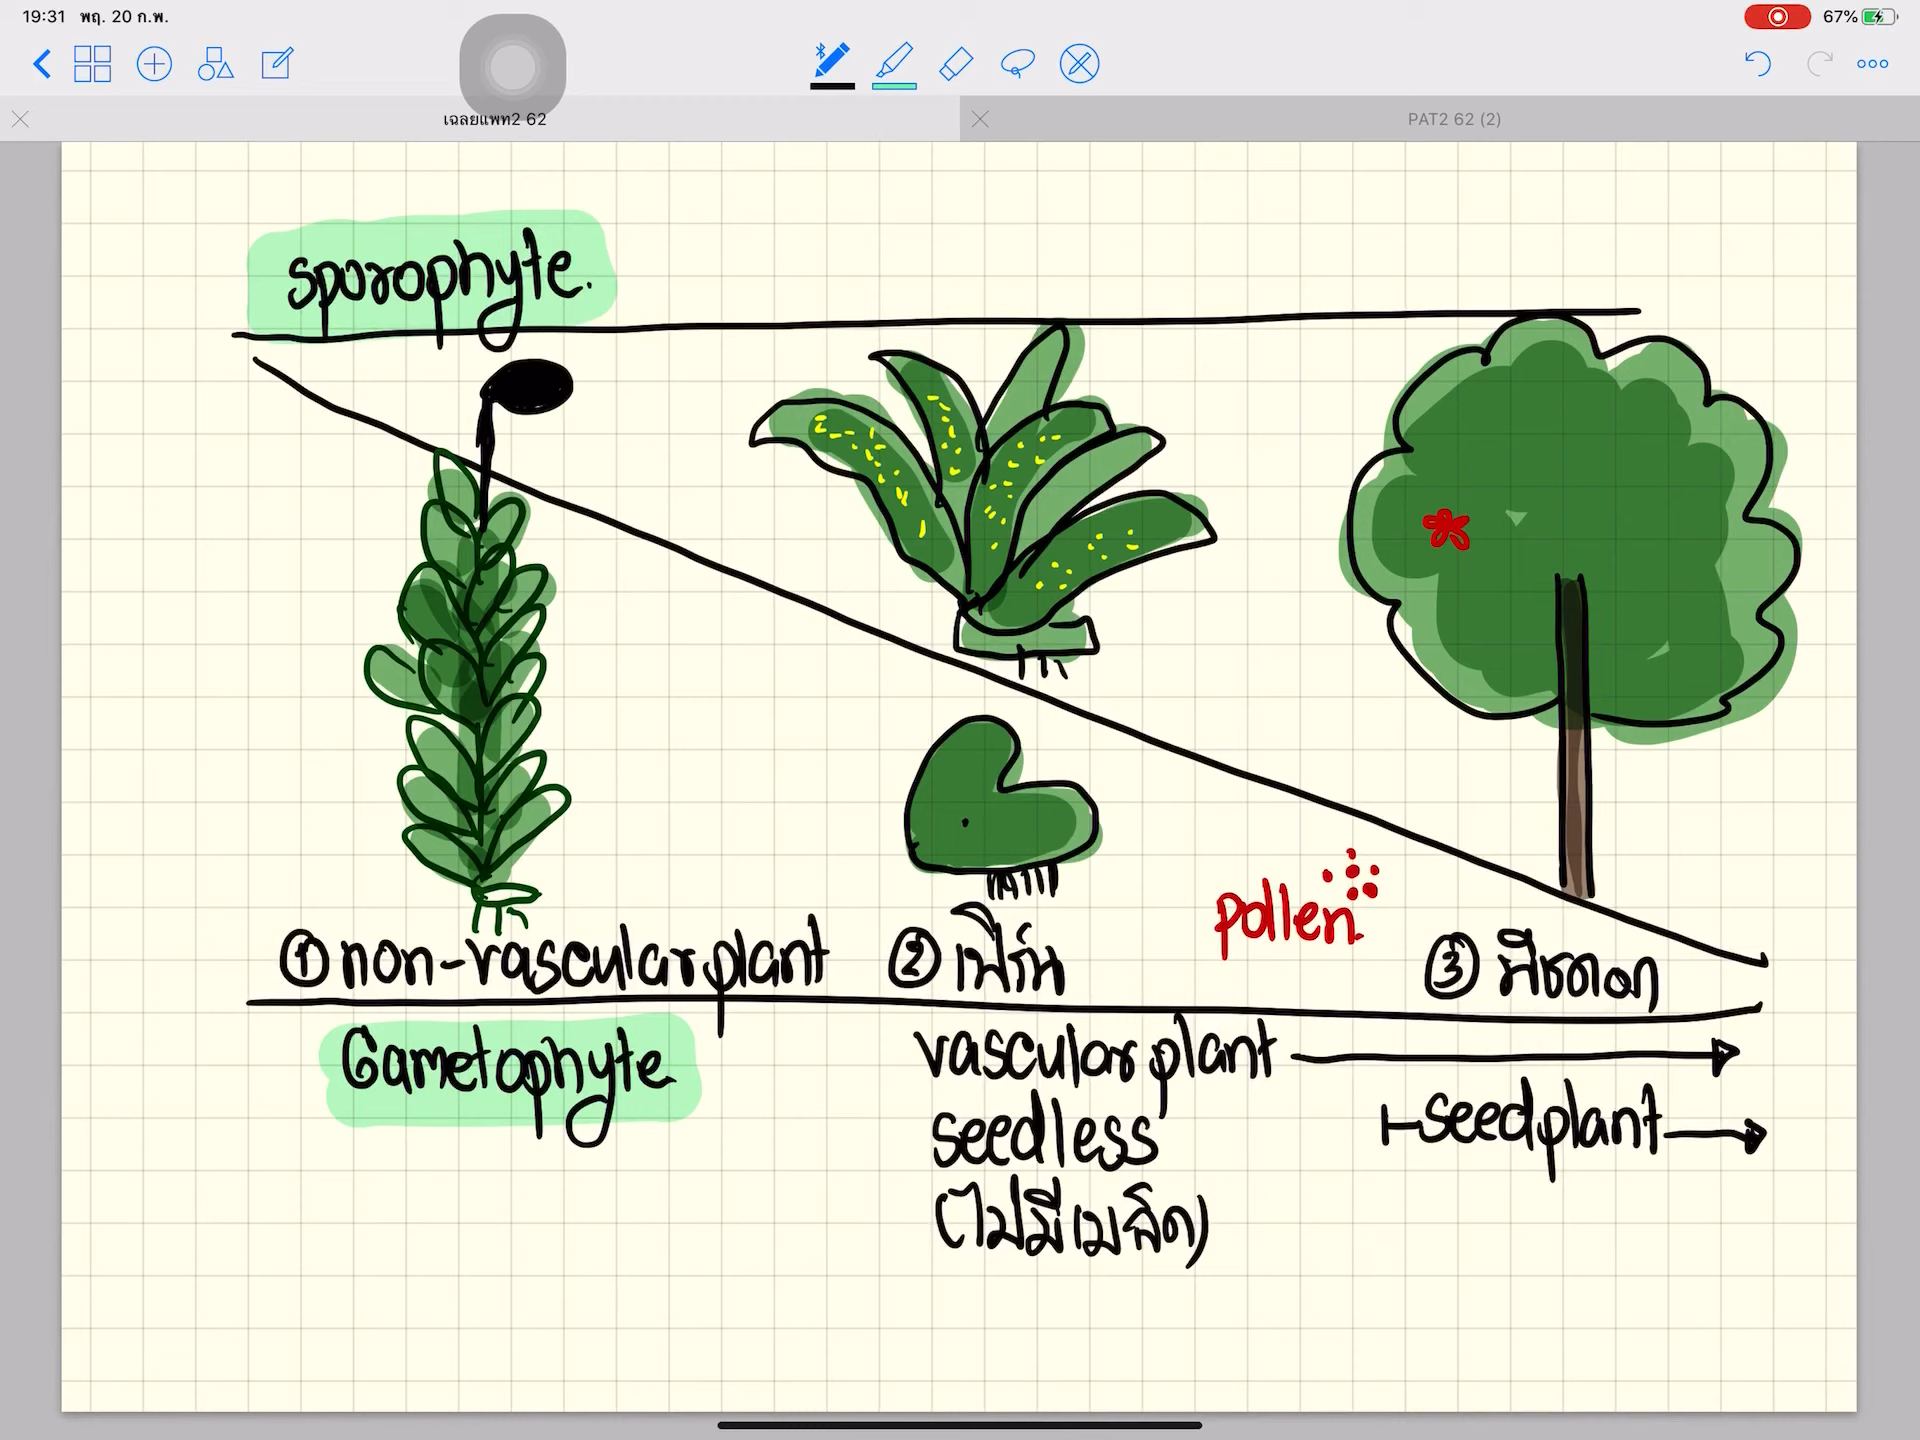 19:31 พฤ. 20 ก.พ.
67%
เฉลยแพท2 62
PAT2 62 (2)
sporophyte.
pollen
① non-vascular plant ② เฟิร์น ③ พืชดอก
Gametophyte
vascular plant
seedless
seed plant
(ไม่มีเมล็ด)